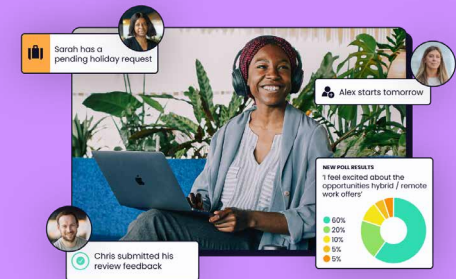 Sarah has a
pending holiday request
Alex starts tomorrow
NEW POLL RESULTS
'I feel excited about the
opportunities hybrid / remote
work offers'
60%
20%
10%
5%
5%
Chris submitted his
review feedback